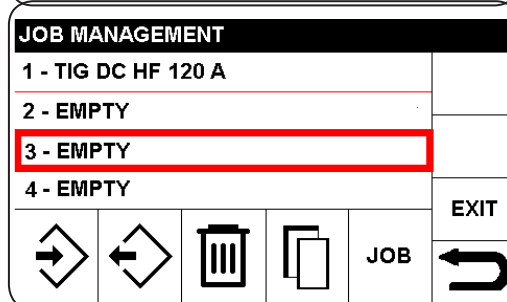 JOB MANAGEMENT
1 - TIG DC HF 120 A
2 - EMPTY
3 - EMPTY
4 - EMPTY
EXIT
JOB